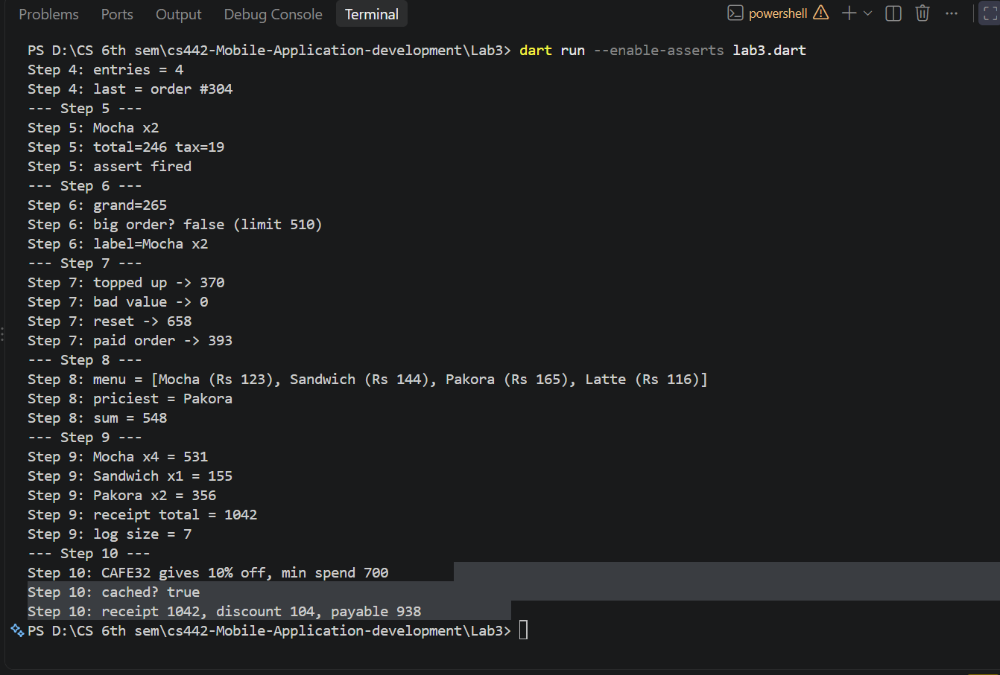 Problems Ports Output Debug Console Terminal powershell
PS D:\CS 6th sem\cs442-Mobile-Application-development\Lab3> dart run --enable-asserts lab3.dart
Step 4: entries = 4
Step 4: last = order #304
--- Step 5 ---
Step 5: Mocha x2
Step 5: total=246 tax=19
Step 5: assert fired
--- Step 6 ---
Step 6: grand=265
Step 6: big order? false (limit 510)
Step 6: label=Mocha x2
--- Step 7 ---
Step 7: topped up -> 370
Step 7: bad value -> 0
Step 7: reset -> 658
Step 7: paid order -> 393
--- Step 8 ---
Step 8: menu = [Mocha (Rs 123), Sandwich (Rs 144), Pakora (Rs 165), Latte (Rs 116)]
Step 8: priciest = Pakora
Step 8: sum = 548
--- Step 9 ---
Step 9: Mocha x4 = 531
Step 9: Sandwich x1 = 155
Step 9: Pakora x2 = 356
Step 9: receipt total = 1042
Step 9: log size = 7
--- Step 10 ---
Step 10: CAFE32 gives 10% off, min spend 700
Step 10: cached? true
Step 10: receipt 1042, discount 104, payable 938
PS D:\CS 6th sem\cs442-Mobile-Application-development\Lab3>